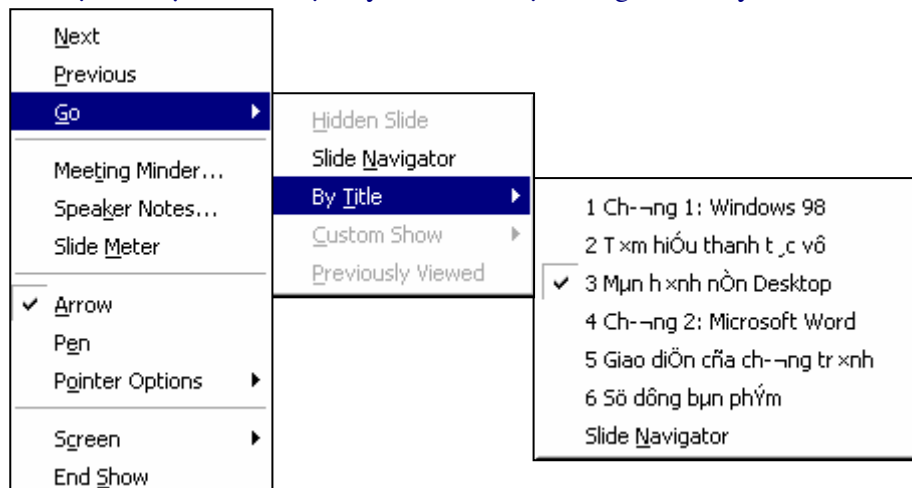 Next
Previous
Go
Meeting Minder...
Speaker Notes...
Slide Meter
Arrow
Pen
Pointer Options
Screen
End Show
Hidden Slide
Slide Navigator
By Title
Custom Show
Previously Viewed
1 Ch--¬ng 1: Windows 98
2 T×m hiÓu thanh t¸c vô
3 Mµn h×nh nÒn Desktop
4 Ch--¬ng 2: Microsoft Word
5 Giao diÖn cña ch--¬ng tr×nh
6 Sö dông bµn phÝm
Slide Navigator